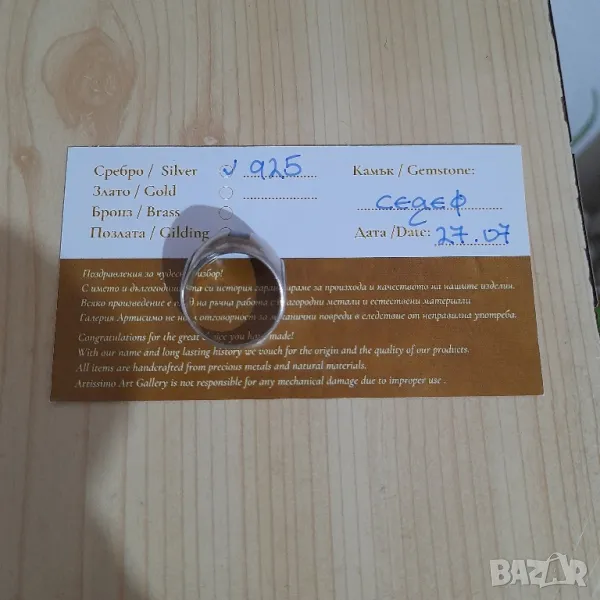 Сребро / Silver ✓ 925
Злато / Gold
Бронз / Brass
Позлата / Gilding
Камък / Gemstone:
седеф
Дата /Date: 27.07
Поздравления за чудесния избор!
С името и дългогодишната си история гарантираме за произхода и качеството на нашите изделия.
Всяко произведение е на ръчна работа с благородни метали и естествени материали.
Галерия Артисимо не носи отговорност за механични повреди в следствие от неправилна употреба.
Congratulations for the great choice you have made!
With our name and long lasting history we vouch for the origin and the quality of our products.
All items are handcrafted from precious metals and natural materials.
Artissimo Art Gallery is not responsible for any mechanical damage due to improper use .
BAZAR